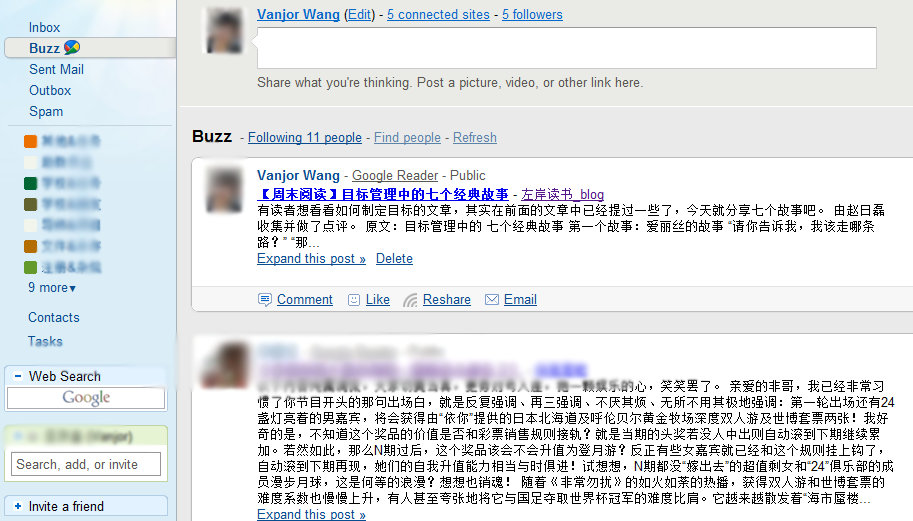 Inbox
Buzz
Sent Mail
Outbox
Spam
9 more▼
Contacts
Tasks
Web Search
Google
Search, add, or invite
Invite a friend
Vanjor Wang (Edit) - 5 connected sites - 5 followers
Share what you're thinking. Post a picture, video, or other link here.
Buzz - Following 11 people - Find people - Refresh
Vanjor Wang - Google Reader - Public
【周末阅读】目标管理中的七个经典故事 - 左岸读书_blog
有读者想看看如何制定目标的文章，其实在前面的文章中已经提过一些了，今天就分享七个故事吧。 由赵日磊
收集并做了点评。 原文：目标管理中的 七个经典故事 第一个故事：爱丽丝的故事 “请你告诉我，我该走哪条
路？” “那...
Expand this post » Delete
Comment Like Reshare Email
心，笑笑罢了。 亲爱的非哥，我已经非常习
惯了你节目开头的那句出场白，就是反复强调、再三强调、不厌其烦、无所不用其极地强调：第一轮出场还有24
盏灯亮着的男嘉宾，将会获得由“依你”提供的日本北海道及呼伦贝尔黄金牧场深度双人游及世博套票两张！我好
奇的是，不知道这个奖品的价值是否和彩票销售规则接轨？就是当期的头奖若没人中出则自动滚到下期继续累
加。若然如此，那么N期过后，这个奖品该会不会升值为登月游？反正有些女嘉宾就已经和这个规则挂上钩了，
自动滚到下期再现，她们的自我升值能力相当与时俱进！试想想，N期都没“嫁出去”的超值剩女和“24”俱乐部的成
员漫步月球，这是何等的浪漫？想想也销魂！ 随着《非常勿扰》的如火如荼的热播，获得双人游和世博套票的
难度系数也慢慢上升，有人甚至夸张地将它与国足夺取世界杯冠军的难度比肩。它越来越散发着“海市蜃楼...
Expand this post »